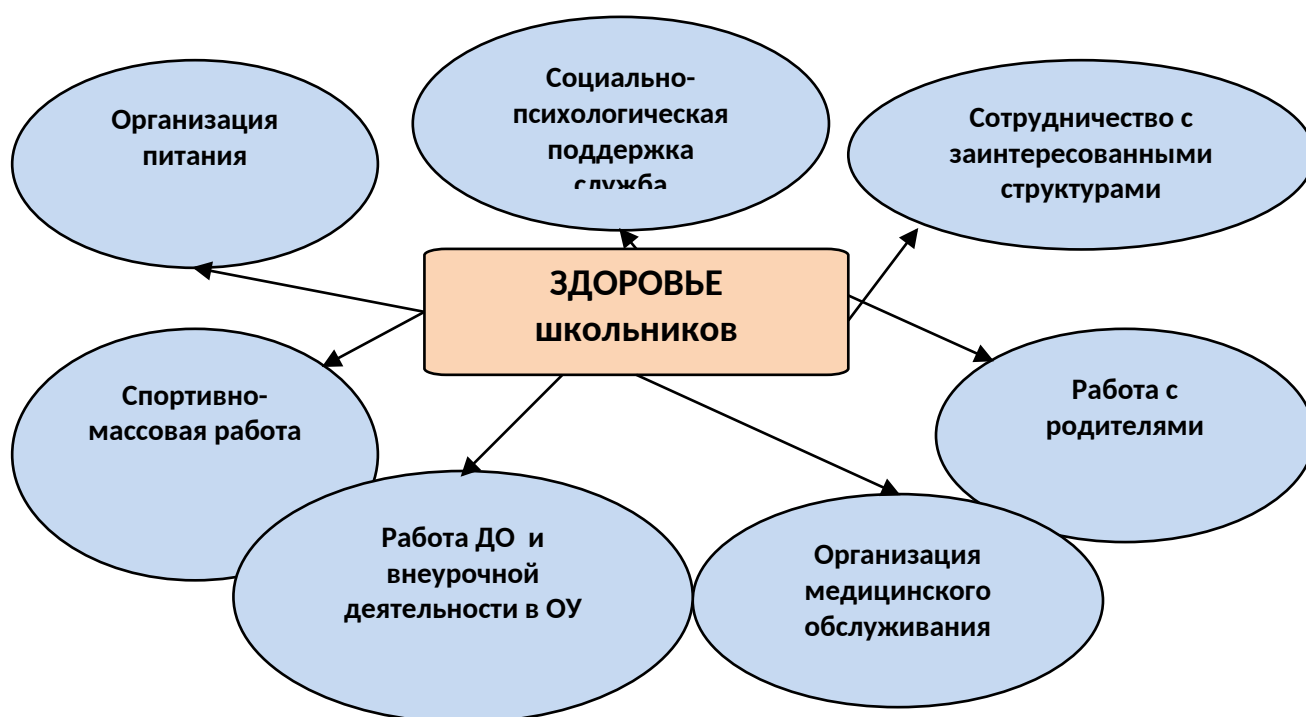 Организация
питания
Социально-
психологическая
поддержка
служба
Сотрудничество с
заинтересованными
структурами
ЗДОРОВЬЕ
школьников
Спортивно-
массовая работа
Работа с
родителями
Работа ДО и
внеурочной
деятельности в ОУ
Организация
медицинского
обслуживания